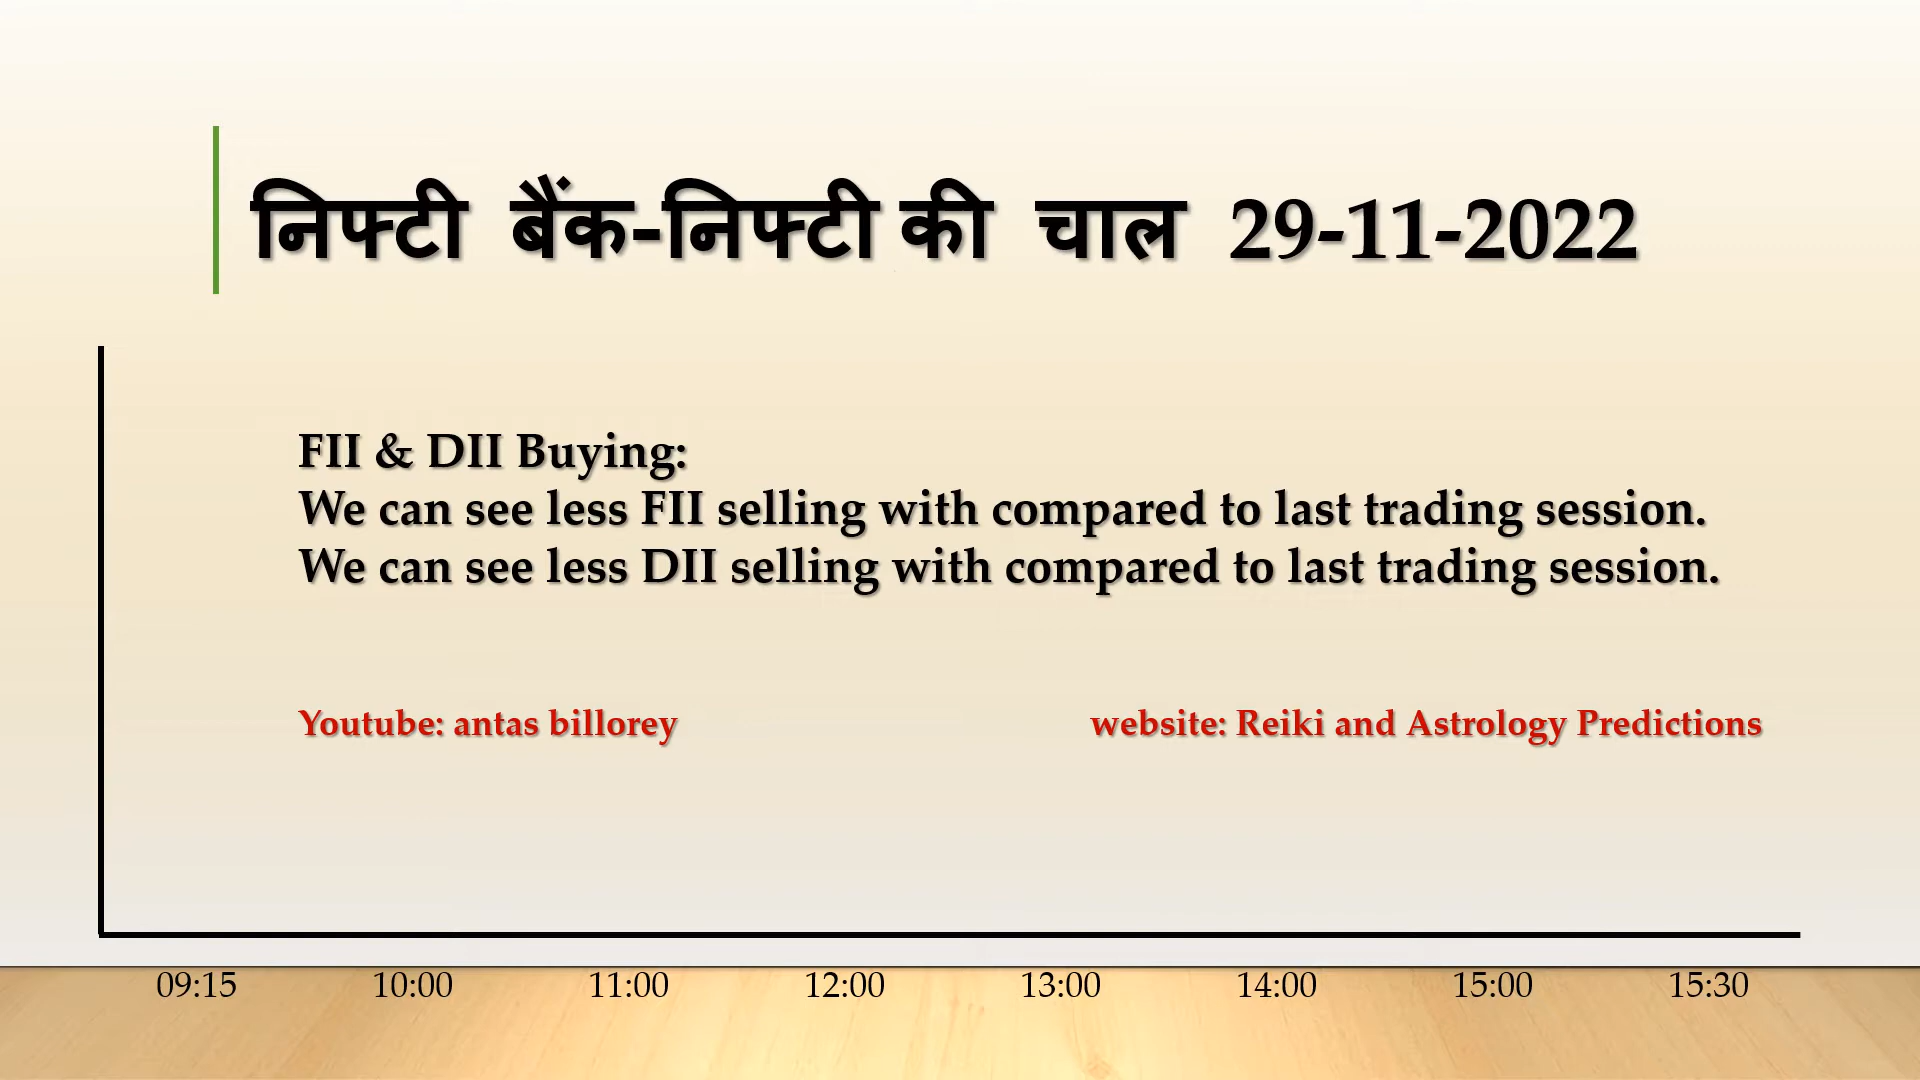 निफ्टी बैंक-निफ्टी की चाल 29-11-2022
FII & DII Buying:
We can see less FII selling with compared to last trading session.
We can see less DII selling with compared to last trading session.
Youtube: antas billorey website: Reiki and Astrology Predictions
09:15 10:00 11:00 12:00 13:00 14:00 15:00 15:30